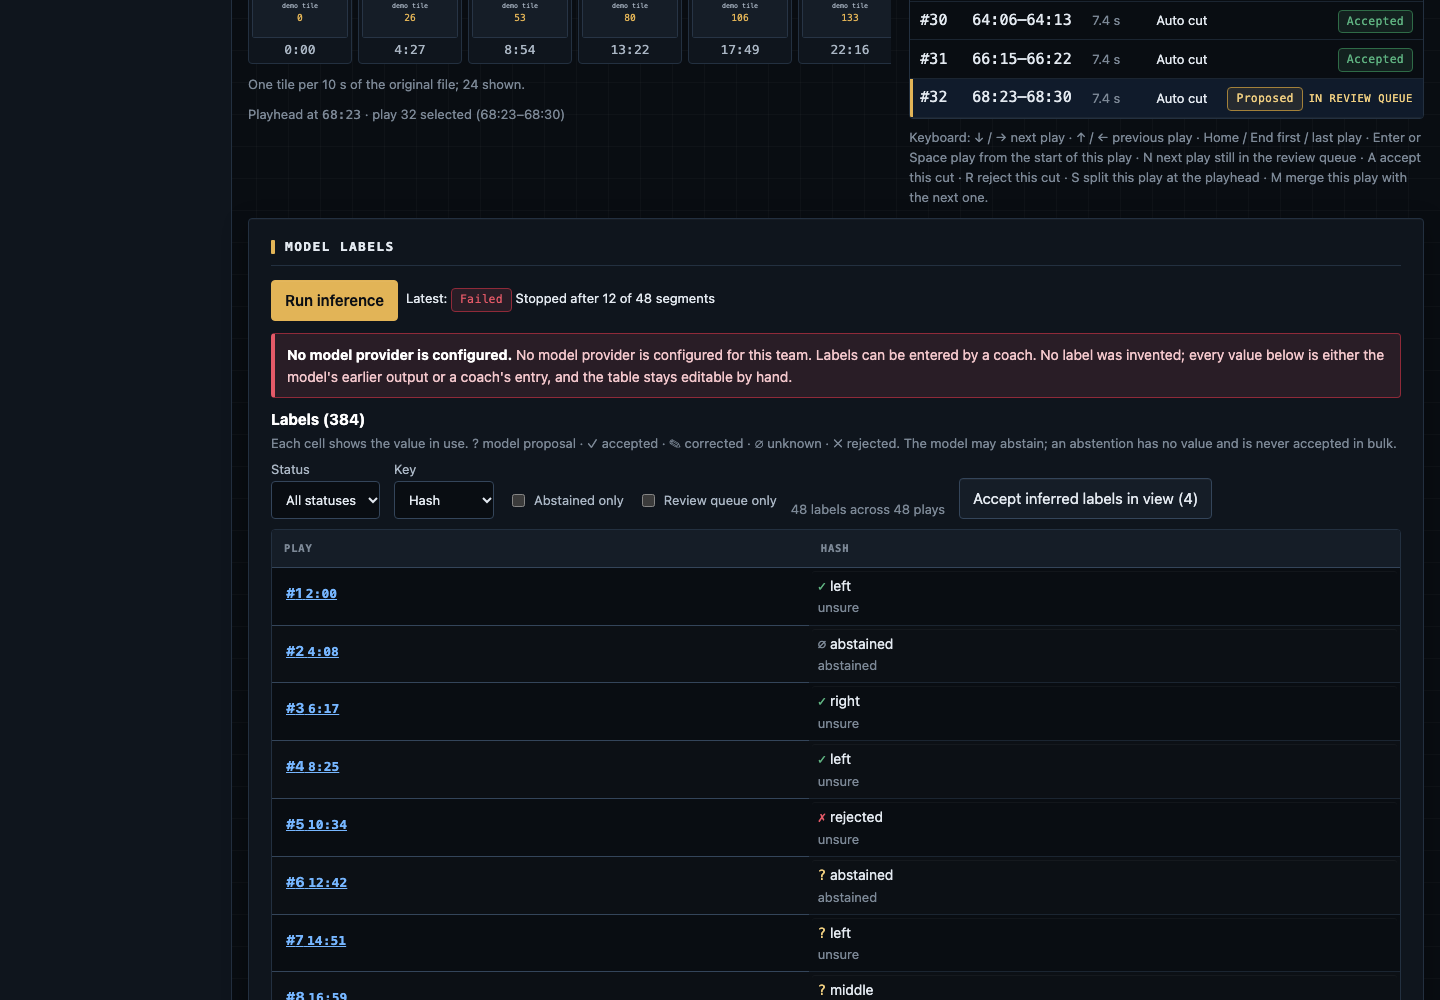 demo tile
0
0:00
demo tile
26
4:27
demo tile
53
8:54
demo tile
80
13:22
demo tile
106
17:49
demo tile
133
22:16
One tile per 10 s of the original file; 24 shown.
Playhead at 68:23 · play 32 selected (68:23–68:30)
#30 64:06–64:13 7.4 s Auto cut Accepted
#31 66:15–66:22 7.4 s Auto cut Accepted
#32 68:23–68:30 7.4 s Auto cut Proposed IN REVIEW QUEUE
Keyboard: ↓ / → next play · ↑ / ← previous play · Home / End first / last play · Enter or
Space play from the start of this play · N next play still in the review queue · A accept
this cut · R reject this cut · S split this play at the playhead · M merge this play with
the next one.
MODEL LABELS
Run inference Latest: Failed Stopped after 12 of 48 segments
No model provider is configured. No model provider is configured for this team. Labels can be entered by a coach. No label was invented; every value below is either the
model's earlier output or a coach's entry, and the table stays editable by hand.
Labels (384)
Each cell shows the value in use. ? model proposal · ✓ accepted · ✎ corrected · ∅ unknown · ✕ rejected. The model may abstain; an abstention has no value and is never accepted in bulk.
Status Key
All statuses Hash Abstained only Review queue only 48 labels across 48 plays Accept inferred labels in view (4)
PLAY HASH
#1 2:00 ✓ left
unsure
#2 4:08 ∅ abstained
abstained
#3 6:17 ✓ right
unsure
#4 8:25 ✓ left
unsure
#5 10:34 ✗ rejected
unsure
#6 12:42 ? abstained
abstained
#7 14:51 ? left
unsure
#8 16:59 ? middle